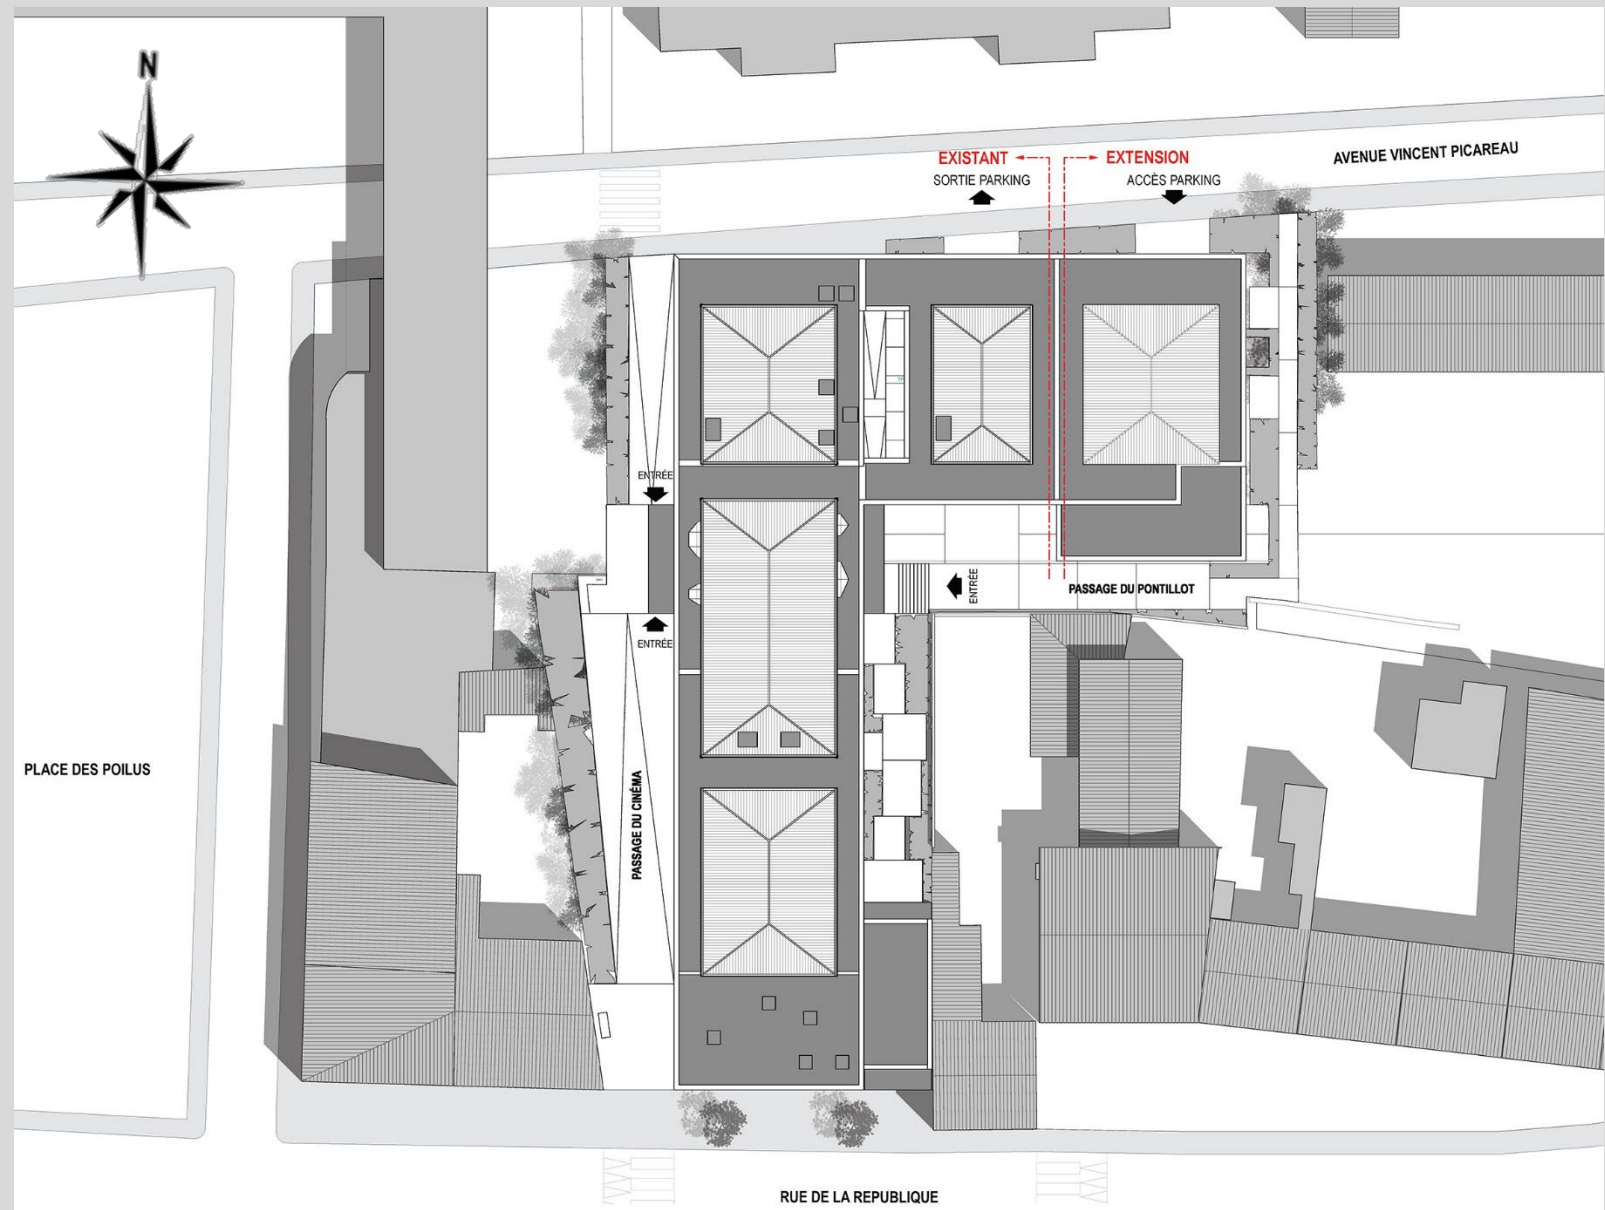 N
AVENUE VINCENT PICAREAU
EXISTANT
EXTENSION
SORTIE PARKING
ACCÈS PARKING
ENTRÉE
ENTRÉE
ENTRÉE
PASSAGE DU PONTILLOT
PLACE DES POILUS
PASSAGE DU CINÉMA
RUE DE LA REPUBLIQUE